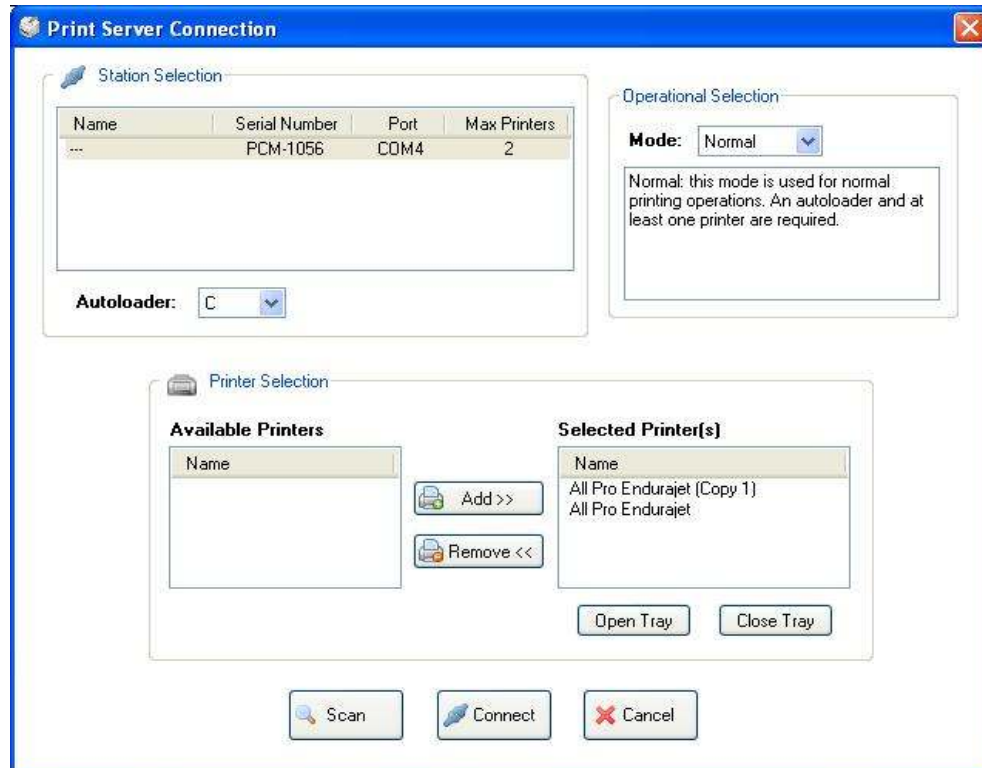 Print Server Connection
Station Selection
Name Serial Number Port Max Printers
--- PCM-1056 COM4 2
Autoloader: C
Operational Selection
Mode: Normal
Normal: this mode is used for normal
printing operations. An autoloader and at
least one printer are required.
Printer Selection
Available Printers
Name
Add >>
Remove <<
Selected Printer(s)
Name
All Pro Endurajet (Copy 1)
All Pro Endurajet
Open Tray Close Tray
Scan Connect Cancel